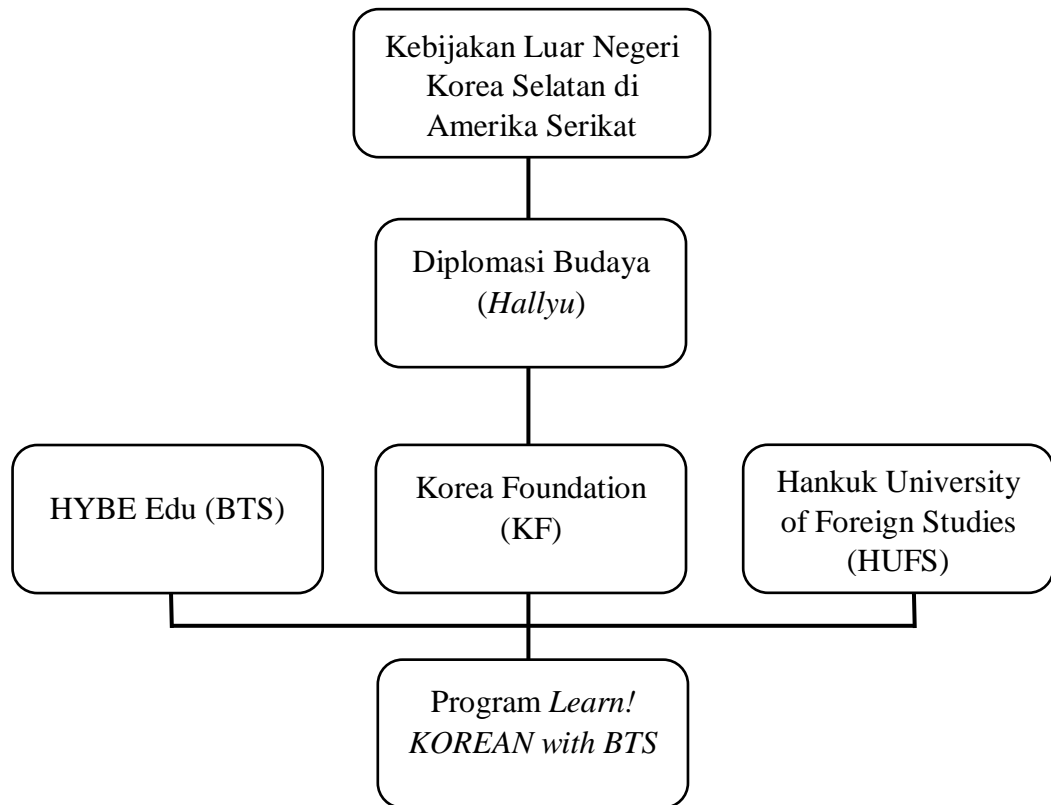 Kebijakan Luar Negeri
Korea Selatan di
Amerika Serikat
Diplomasi Budaya
(Hallyu)
HYBE Edu (BTS)
Korea Foundation
(KF)
Hankuk University
of Foreign Studies
(HUFS)
Program Learn!
KOREAN with BTS